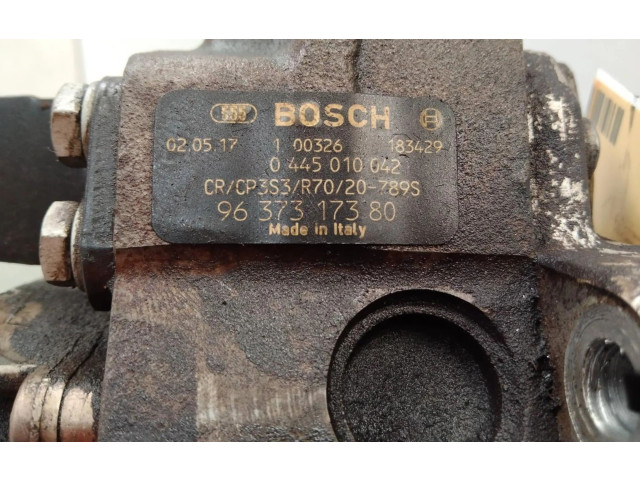 555 BOSCH
02.05.17 1 00326 183429
0 445 010 042
CR/CP3S3/R70/20-789S
96 373 173 80
Made in Italy